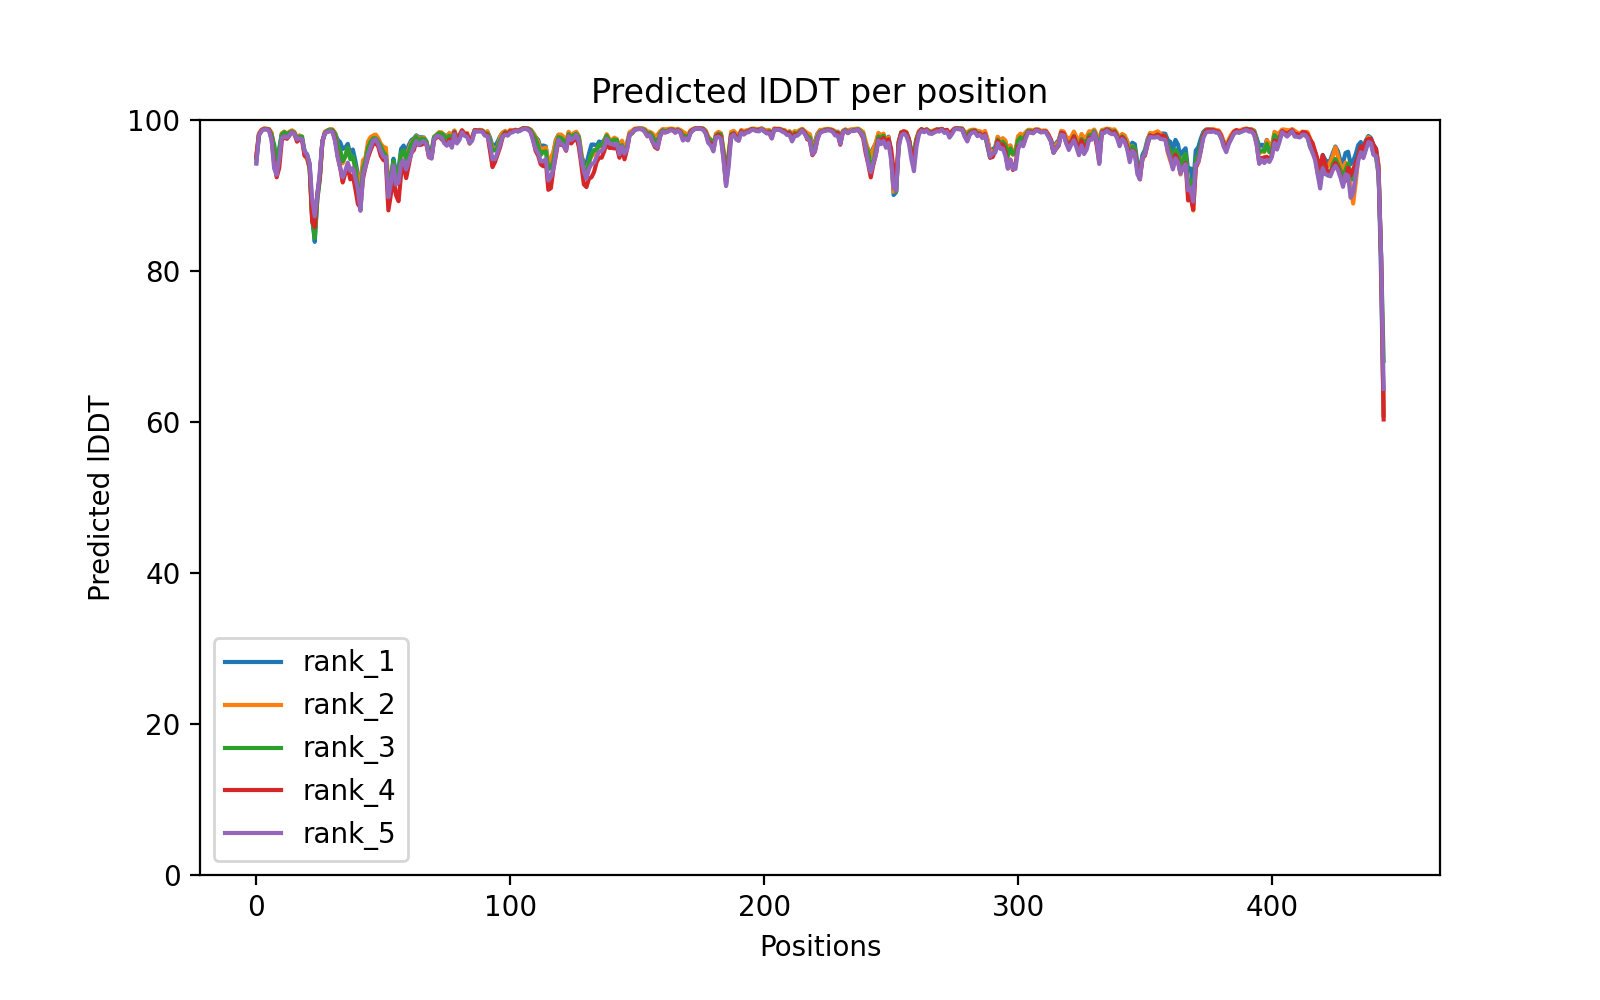 Predicted lDDT per position
100
80
60
40
20
0
Predicted lDDT
rank_1
rank_2
rank_3
rank_4
rank_5
0 100 200 300 400
Positions